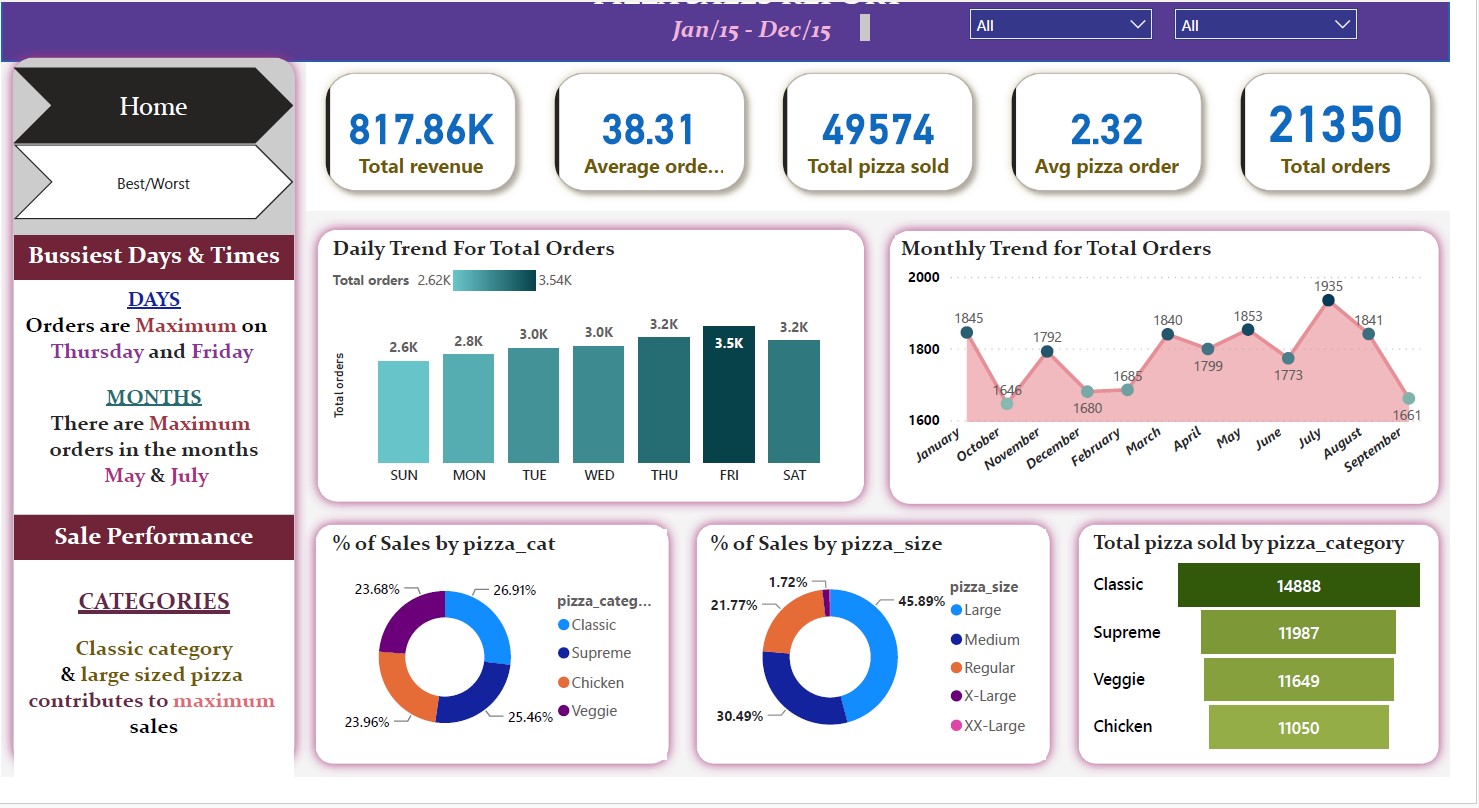 Jan/15 - Dec/15
All
All
Home
Best/Worst
817.86K
Total revenue
38.31
Average orde...
49574
Total pizza sold
2.32
Avg pizza order
21350
Total orders
Bussiest Days & Times
DAYS
Orders are Maximum on
Thursday and Friday
MONTHS
There are Maximum
orders in the months
May & July
Sale Performance
CATEGORIES
Classic category
& large sized pizza
contributes to maximum
sales
Daily Trend For Total Orders
Total orders 2.62K 3.54K
Total orders
2.6K
2.8K
3.0K
3.0K
3.2K
3.5K
3.2K
SUN
MON
TUE
WED
THU
FRI
SAT
Monthly Trend for Total Orders
2000
1800
1600
1845
1646
1792
1680
1685
1840
1799
1853
1773
1935
1841
1661
January
October
November
December
February
March
April
May
June
July
August
September
% of Sales by pizza_cat
23.68%
26.91%
23.96%
25.46%
pizza_categ...
Classic
Supreme
Chicken
Veggie
% of Sales by pizza_size
1.72%
21.77%
45.89%
30.49%
pizza_size
Large
Medium
Regular
X-Large
XX-Large
Total pizza sold by pizza_category
Classic 14888
Supreme 11987
Veggie 11649
Chicken 11050